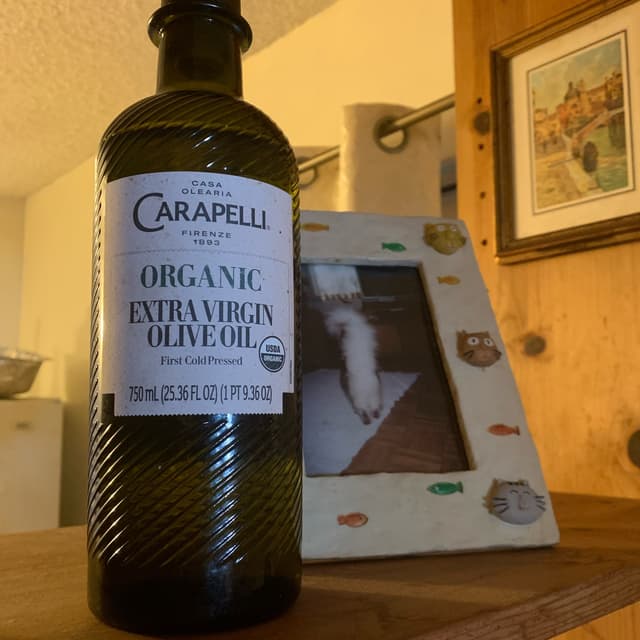 CASA
OLEARIA
CARAPELLI
FIRENZE
1893
ORGANIC
EXTRA VIRGIN
OLIVE OIL
First Cold Pressed
USDA
ORGANIC
750 mL (25.36 FL OZ) (1 PT 9.36 OZ)